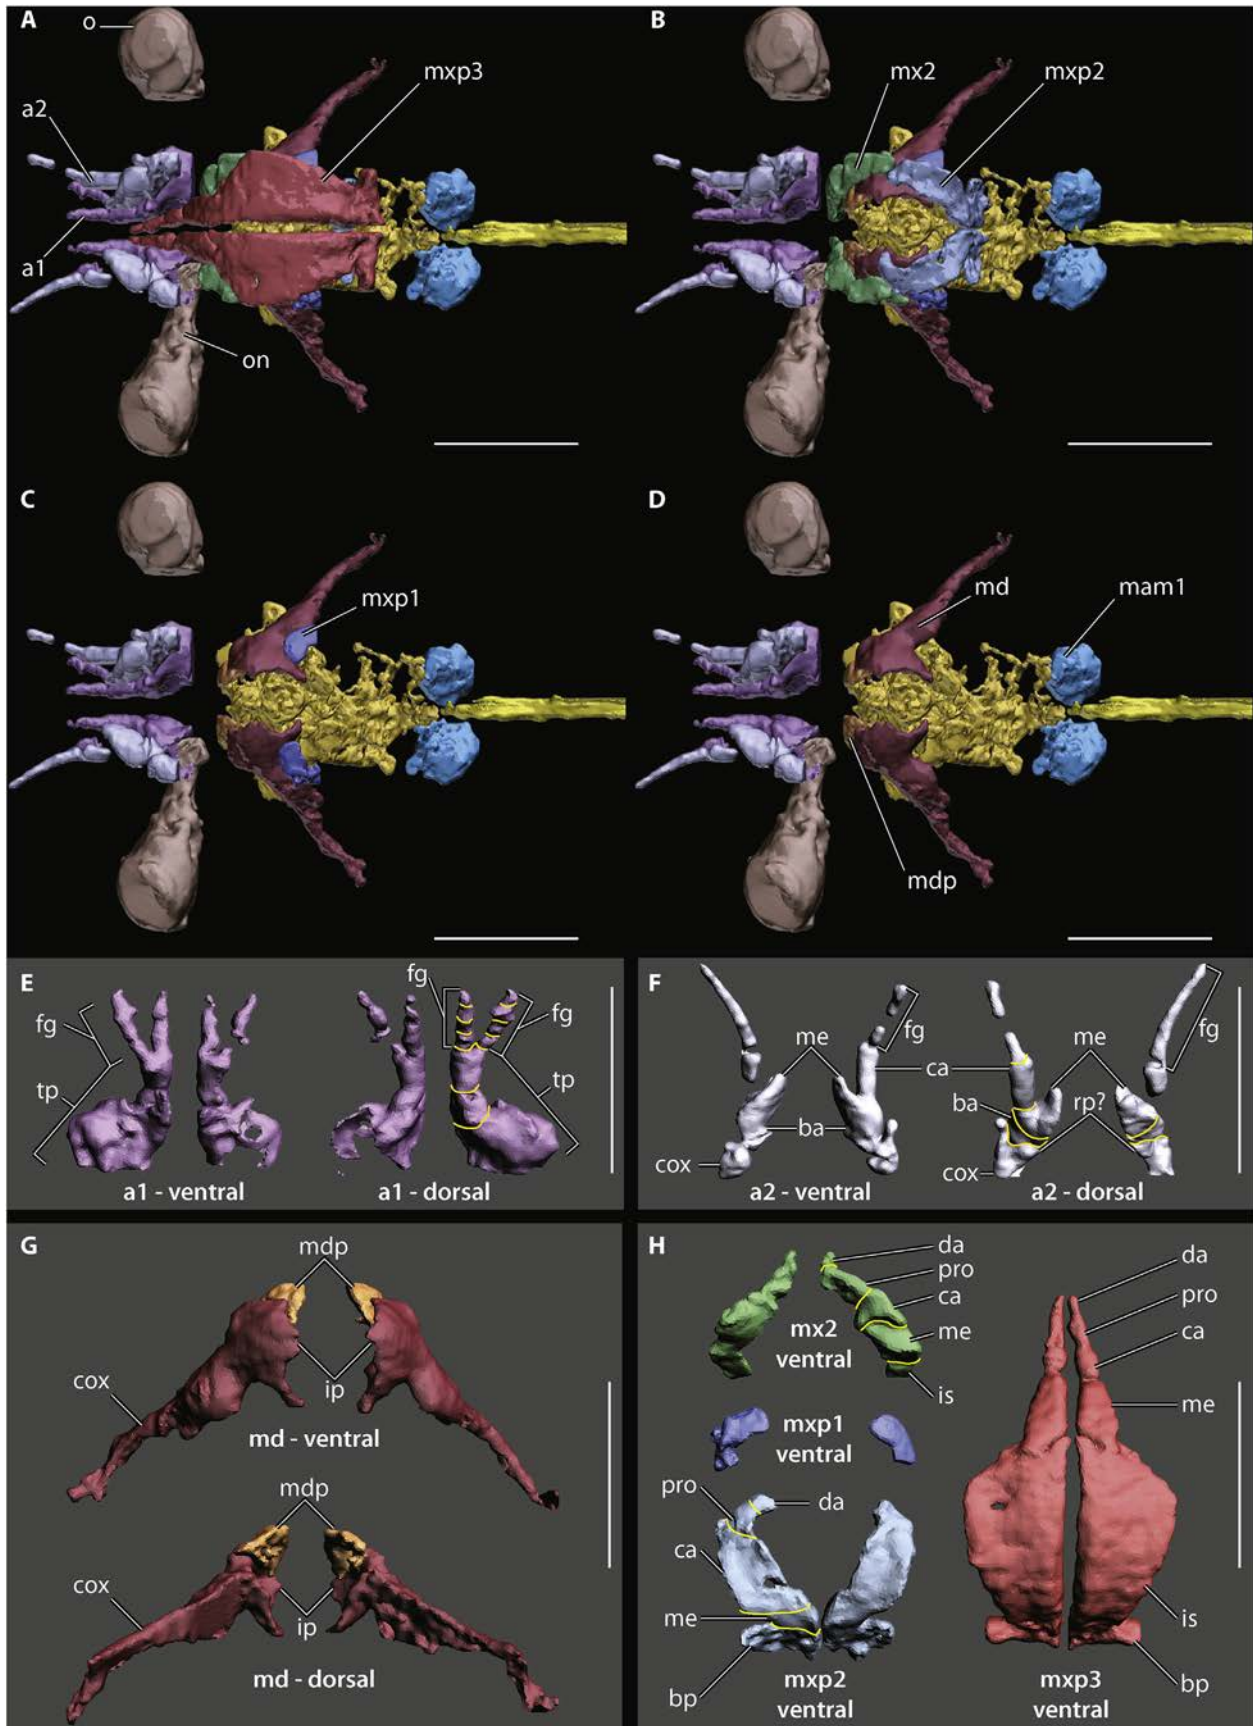 A
o
mxp3
a2
a1
on
B
mx2
mxp2
C
mxp1
D
md
mam1
mdp
E
fg
fg
fg
tp
tp
a1 - ventral
a1 - dorsal
F
me
fg
ca
me
fg
ba
rp?
ba
cox
cox
a2 - ventral
a2 - dorsal
G
mdp
cox
ip
md - ventral
mdp
cox
ip
md - dorsal
H
da
pro
ca
me
is
mx2
ventral
mxp1
ventral
pro
da
ca
me
bp
mxp2
ventral
da
pro
ca
me
is
bp
mxp3
ventral